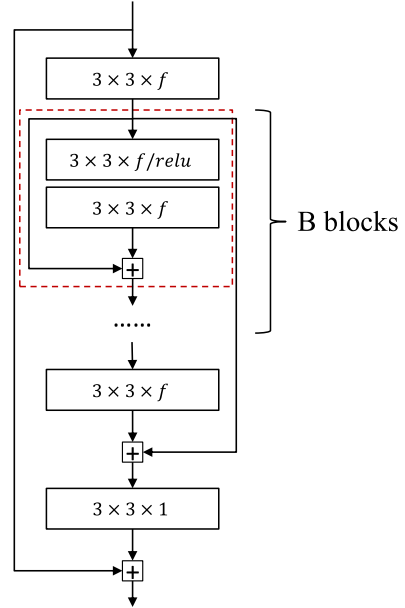 3 × 3 × f
3 × 3 × f/relu
3 × 3 × f
+
B blocks
......
3 × 3 × f
+
3 × 3 × 1
+